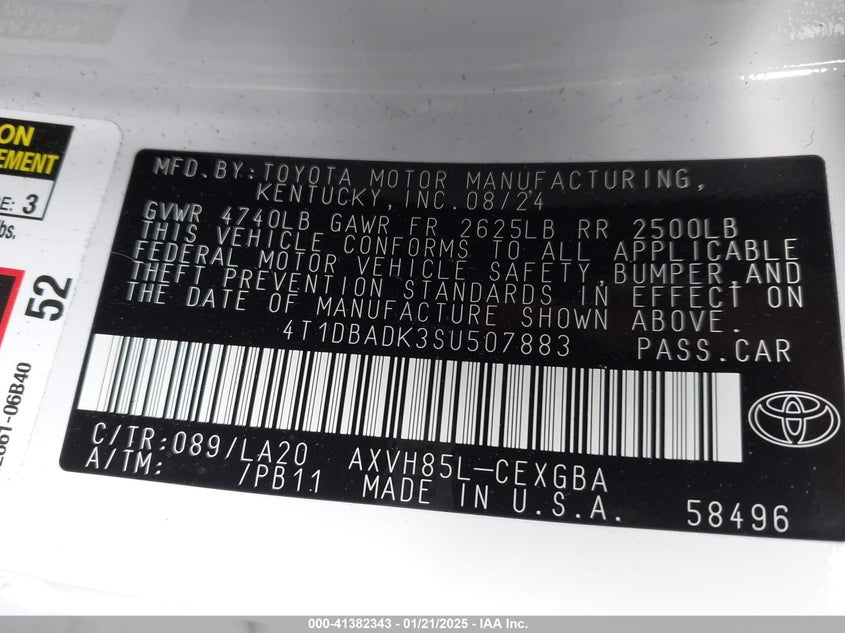 ON
EMENT
E: 3
lbs.
52
06B40
MFD. BY: TOYOTA MOTOR MANUFACTURING,
KENTUCKY, INC. 08/24
GVWR 4740LB GAWR FR 2625LB RR 2500LB
THIS VEHICLE CONFORMS TO ALL APPLICABLE
FEDERAL MOTOR VEHICLE SAFETY, BUMPER, AND
THEFT PREVENTION STANDARDS IN EFFECT ON
THE DATE OF MANUFACTURE SHOWN ABOVE.
4T1DBADK3SU507883 PASS. CAR
C/TR: 089/LA20 AXVH85L-CEXGBA
A/TM: /PB11 MADE IN U.S.A. 58496
000-41382343 - 01/21/2025 - IAA Inc.